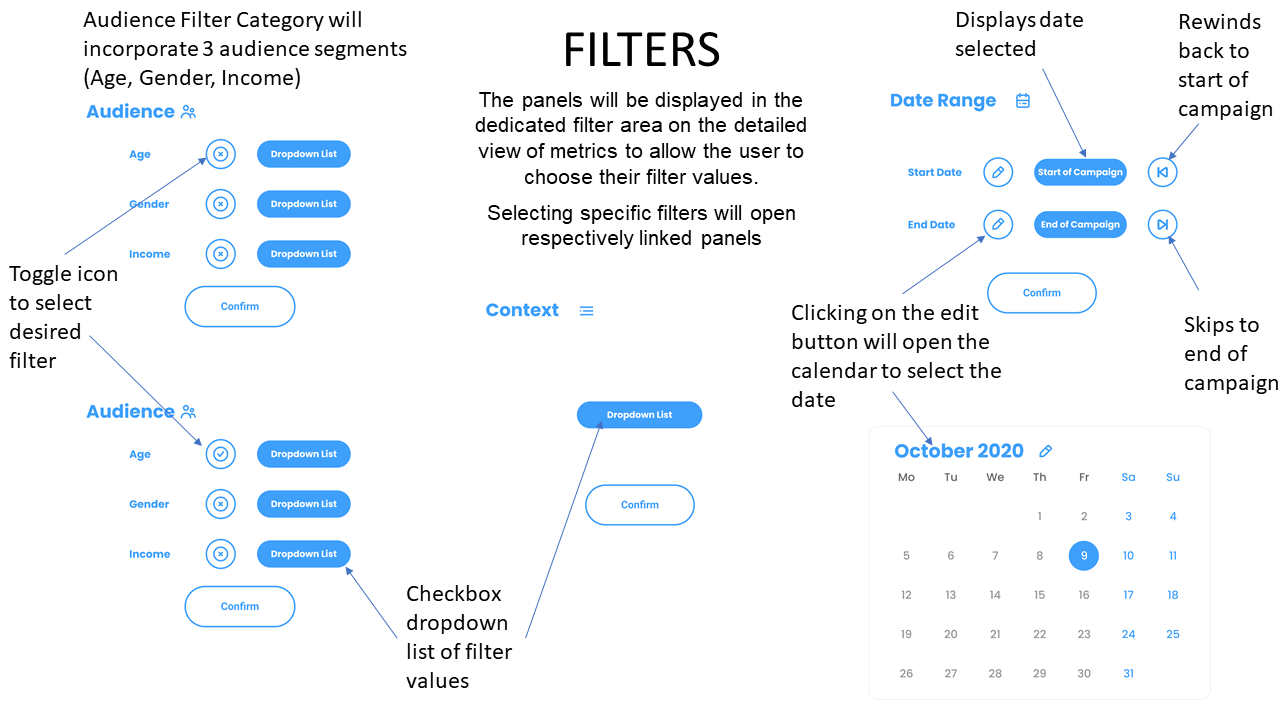 Audience Filter Category will
incorporate 3 audience segments
(Age, Gender, Income)
Audience
Age
Dropdown List
Gender
Dropdown List
Income
Dropdown List
Confirm
Toggle icon
to select
desired
filter
Audience
Age
Dropdown List
Gender
Dropdown List
Income
Dropdown List
Confirm
FILTERS
The panels will be displayed in the
dedicated filter area on the detailed
view of metrics to allow the user to
choose their filter values.
Selecting specific filters will open
respectively linked panels
Context
Dropdown List
Confirm
Checkbox
dropdown
list of filter
values
Displays date
selected
Rewinds
back to
start of
campaign
Date Range
Start Date
Start of Campaign
End Date
End of Campaign
Confirm
Clicking on the edit
button will open the
calendar to select the
date
Skips to
end of
campaign
October 2020
Mo Tu We Th Fr Sa Su
1 2 3 4
5 6 7 8 9 10 11
12 13 14 15 16 17 18
19 20 21 22 23 24 25
26 27 28 29 30 31